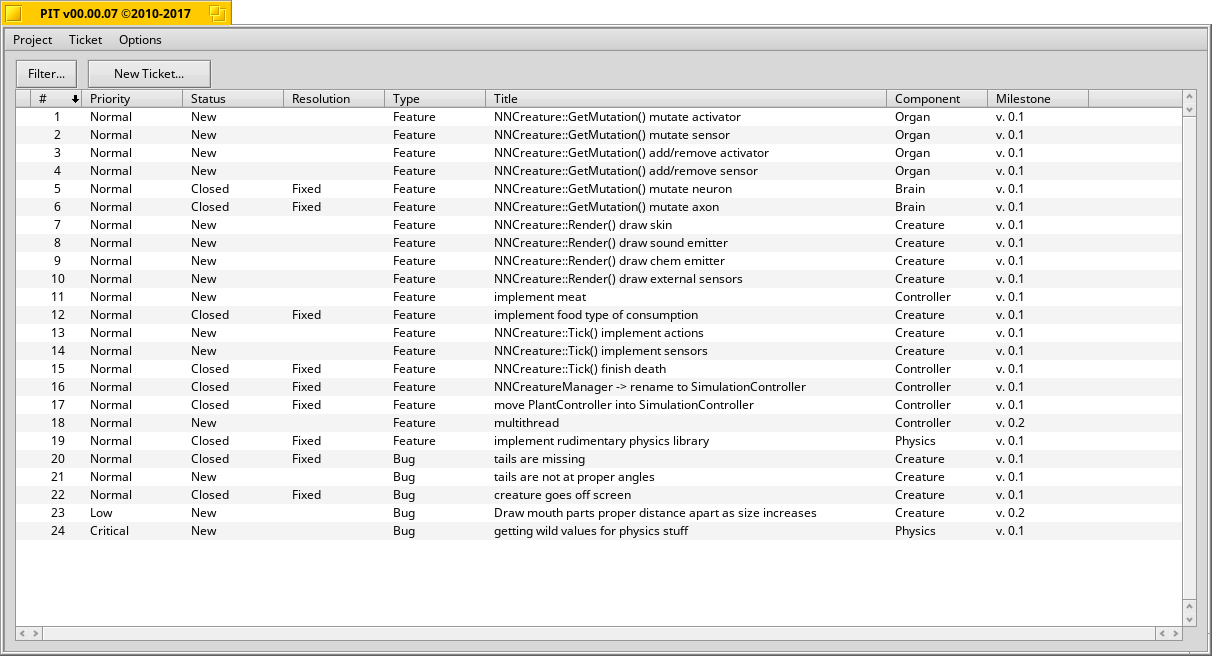 PIT v00.00.07 ©2010-2017
Project Ticket Options
Filter... New Ticket...
# Priority Status Resolution Type Title Component Milestone
1 Normal New Feature NNCreature::GetMutation() mutate activator Organ v. 0.1
2 Normal New Feature NNCreature::GetMutation() mutate sensor Organ v. 0.1
3 Normal New Feature NNCreature::GetMutation() add/remove activator Organ v. 0.1
4 Normal New Feature NNCreature::GetMutation() add/remove sensor Organ v. 0.1
5 Normal Closed Fixed Feature NNCreature::GetMutation() mutate neuron Brain v. 0.1
6 Normal Closed Fixed Feature NNCreature::GetMutation() mutate axon Brain v. 0.1
7 Normal New Feature NNCreature::Render() draw skin Creature v. 0.1
8 Normal New Feature NNCreature::Render() draw sound emitter Creature v. 0.1
9 Normal New Feature NNCreature::Render() draw chem emitter Creature v. 0.1
10 Normal New Feature NNCreature::Render() draw external sensors Creature v. 0.1
11 Normal New Feature implement meat Controller v. 0.1
12 Normal Closed Fixed Feature implement food type of consumption Creature v. 0.1
13 Normal New Feature NNCreature::Tick() implement actions Creature v. 0.1
14 Normal New Feature NNCreature::Tick() implement sensors Creature v. 0.1
15 Normal Closed Fixed Feature NNCreature::Tick() finish death Controller v. 0.1
16 Normal Closed Fixed Feature NNCreatureManager -> rename to SimulationController Controller v. 0.1
17 Normal Closed Fixed Feature move PlantController into SimulationController Controller v. 0.1
18 Normal New Feature multithread Controller v. 0.2
19 Normal Closed Fixed Feature implement rudimentary physics library Physics v. 0.1
20 Normal Closed Fixed Bug tails are missing Creature v. 0.1
21 Normal New Bug tails are not at proper angles Creature v. 0.1
22 Normal Closed Fixed Bug creature goes off screen Creature v. 0.1
23 Low New Bug Draw mouth parts proper distance apart as size increases Creature v. 0.2
24 Critical New Bug getting wild values for physics stuff Physics v. 0.1